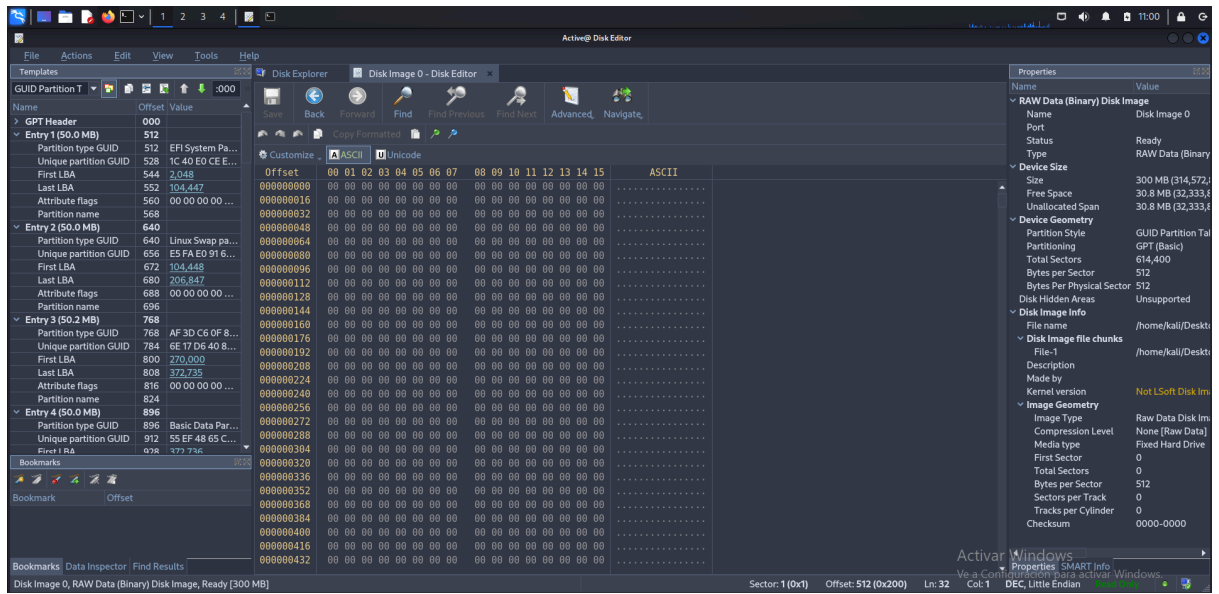 1 2 3 4
11:00
Active@ Disk Editor
File Actions Edit View Tools Help
Templates
GUID Partition T :000
Name Offset Value
GPT Header 000
Entry 1 (50.0 MB) 512
Partition type GUID 512 EFI System Pa...
Unique partition GUID 528 1C 40 E0 CE E...
First LBA 544 2,048
Last LBA 552 104,447
Attribute flags 560 00 00 00 00 ...
Partition name 568
Entry 2 (50.0 MB) 640
Partition type GUID 640 Linux Swap pa...
Unique partition GUID 656 E5 FA E0 91 6...
First LBA 672 104,448
Last LBA 680 206,847
Attribute flags 688 00 00 00 00 ...
Partition name 696
Entry 3 (50.2 MB) 768
Partition type GUID 768 AF 3D C6 0F 8...
Unique partition GUID 784 6E 17 D6 40 8...
First LBA 800 270,000
Last LBA 808 372,735
Attribute flags 816 00 00 00 00 ...
Partition name 824
Entry 4 (50.0 MB) 896
Partition type GUID 896 Basic Data Par...
Unique partition GUID 912 55 EF 48 65 C...
First LBA 928 372,736
Bookmarks
Bookmark Offset
Bookmarks Data Inspector Find Results
Disk Explorer Disk Image 0 - Disk Editor
Save Back Forward Find Find Previous Find Next Advanced Navigate
Copy Formatted
Customize ASCII Unicode
Offset 00 01 02 03 04 05 06 07 08 09 10 11 12 13 14 15 ASCII
000000000 00 00 00 00 00 00 00 00 00 00 00 00 00 00 00 00 ................
000000016 00 00 00 00 00 00 00 00 00 00 00 00 00 00 00 00 ................
000000032 00 00 00 00 00 00 00 00 00 00 00 00 00 00 00 00 ................
000000048 00 00 00 00 00 00 00 00 00 00 00 00 00 00 00 00 ................
000000064 00 00 00 00 00 00 00 00 00 00 00 00 00 00 00 00 ................
000000080 00 00 00 00 00 00 00 00 00 00 00 00 00 00 00 00 ................
000000096 00 00 00 00 00 00 00 00 00 00 00 00 00 00 00 00 ................
000000112 00 00 00 00 00 00 00 00 00 00 00 00 00 00 00 00 ................
000000128 00 00 00 00 00 00 00 00 00 00 00 00 00 00 00 00 ................
000000144 00 00 00 00 00 00 00 00 00 00 00 00 00 00 00 00 ................
000000160 00 00 00 00 00 00 00 00 00 00 00 00 00 00 00 00 ................
000000176 00 00 00 00 00 00 00 00 00 00 00 00 00 00 00 00 ................
000000192 00 00 00 00 00 00 00 00 00 00 00 00 00 00 00 00 ................
000000208 00 00 00 00 00 00 00 00 00 00 00 00 00 00 00 00 ................
000000224 00 00 00 00 00 00 00 00 00 00 00 00 00 00 00 00 ................
000000240 00 00 00 00 00 00 00 00 00 00 00 00 00 00 00 00 ................
000000256 00 00 00 00 00 00 00 00 00 00 00 00 00 00 00 00 ................
000000272 00 00 00 00 00 00 00 00 00 00 00 00 00 00 00 00 ................
000000288 00 00 00 00 00 00 00 00 00 00 00 00 00 00 00 00 ................
000000304 00 00 00 00 00 00 00 00 00 00 00 00 00 00 00 00 ................
000000320 00 00 00 00 00 00 00 00 00 00 00 00 00 00 00 00 ................
000000336 00 00 00 00 00 00 00 00 00 00 00 00 00 00 00 00 ................
000000352 00 00 00 00 00 00 00 00 00 00 00 00 00 00 00 00 ................
000000368 00 00 00 00 00 00 00 00 00 00 00 00 00 00 00 00 ................
000000384 00 00 00 00 00 00 00 00 00 00 00 00 00 00 00 00 ................
000000400 00 00 00 00 00 00 00 00 00 00 00 00 00 00 00 00 ................
000000416 00 00 00 00 00 00 00 00 00 00 00 00 00 00 00 00 ................
000000432 00 00 00 00 00 00 00 00 00 00 00 00 00 00 00 00 ................
Properties
Name Value
RAW Data (Binary) Disk Image
Name Disk Image 0
Port
Status Ready
Type RAW Data (Binary
Device Size
Size 300 MB (314,572,
Free Space 30.8 MB (32,333,
Unallocated Span 30.8 MB (32,333,
Device Geometry
Partition Style GUID Partition Tal
Partitioning GPT (Basic)
Total Sectors 614,400
Bytes per Sector 512
Bytes Per Physical Sector 512
Disk Hidden Areas Unsupported
Disk Image Info
File name /home/kali/Deskt
Disk Image file chunks
File-1 /home/kali/Deskt
Description
Made by
Kernel version Not LSoft Disk Im
Image Geometry
Image Type Raw Data Disk Im
Compression Level None [Raw Data]
Media type Fixed Hard Drive
First Sector 0
Total Sectors 0
Bytes per Sector 512
Sectors per Track 0
Tracks per Cylinder 0
Checksum 0000-0000
Properties SMART Info
Activar Windows
Ve a Configuración para activar Windows.
Disk Image 0, RAW Data (Binary) Disk Image, Ready [300 MB]
Sector: 1 (0x1) Offset: 512 (0x200) Ln: 32 Col: 1 DEC, Little Endian Read Only